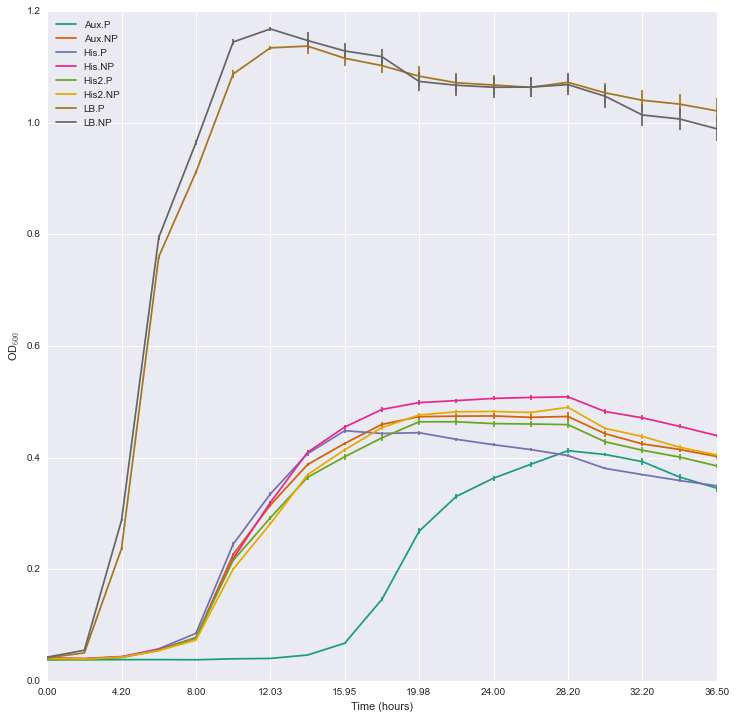 1.2
Aux.P
Aux.NP
His.P
His.NP
His2.P
His2.NP
LB.P
LB.NP
1.0
0.8
0.6
0.4
0.2
0.0
OD600
0.00 4.20 8.00 12.03 15.95 19.98 24.00 28.20 32.20 36.50
Time (hours)